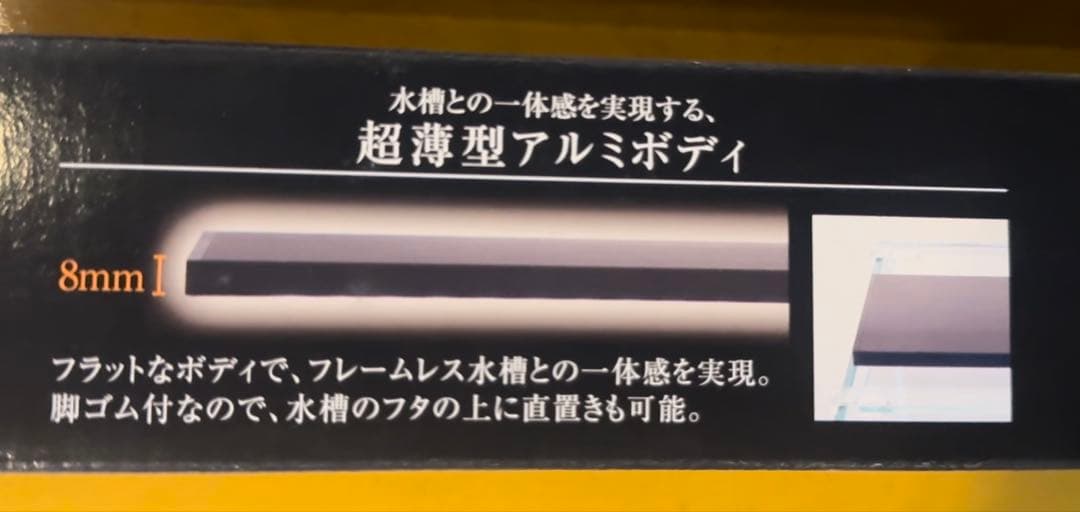 水槽との一体感を実現する、
超薄型アルミボディ
8mm
フラットなボディで、フレームレス水槽との一体感を実現。
脚ゴム付なので、水槽のフタの上に直置きも可能。